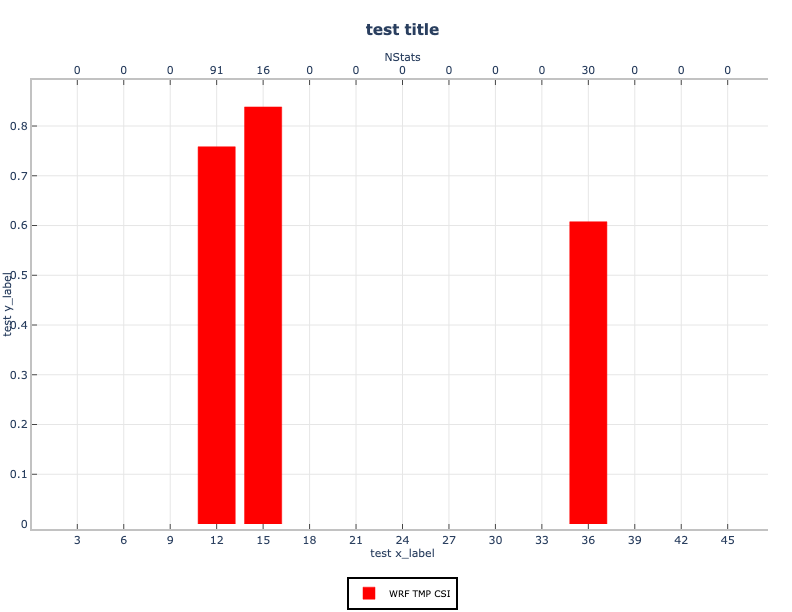 test title
NStats
0 0 0 91 16 0 0 0 0 0 0 30 0 0 0
0.8
0.7
0.6
0.5
0.4
0.3
0.2
0.1
0
test y_label
3 6 9 12 15 18 21 24 27 30 33 36 39 42 45
test x_label
WRF TMP CSI